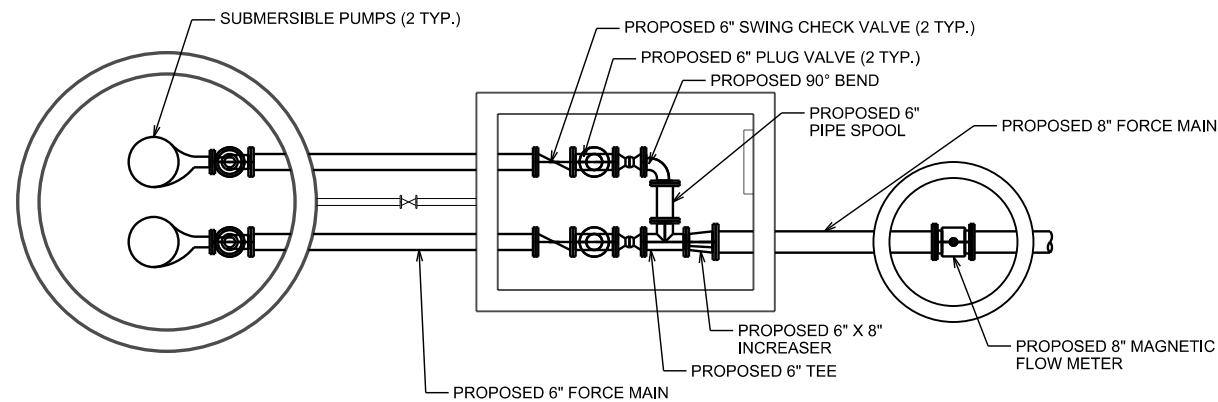 SUBMERSIBLE PUMPS (2 TYP.)
PROPOSED 6" SWING CHECK VALVE (2 TYP.)
PROPOSED 6" PLUG VALVE (2 TYP.)
PROPOSED 90° BEND
PROPOSED 6"
PIPE SPOOL
PROPOSED 8" FORCE MAIN
PROPOSED 6" X 8"
INCREASER
PROPOSED 6" TEE
PROPOSED 6" FORCE MAIN
PROPOSED 8" MAGNETIC
FLOW METER